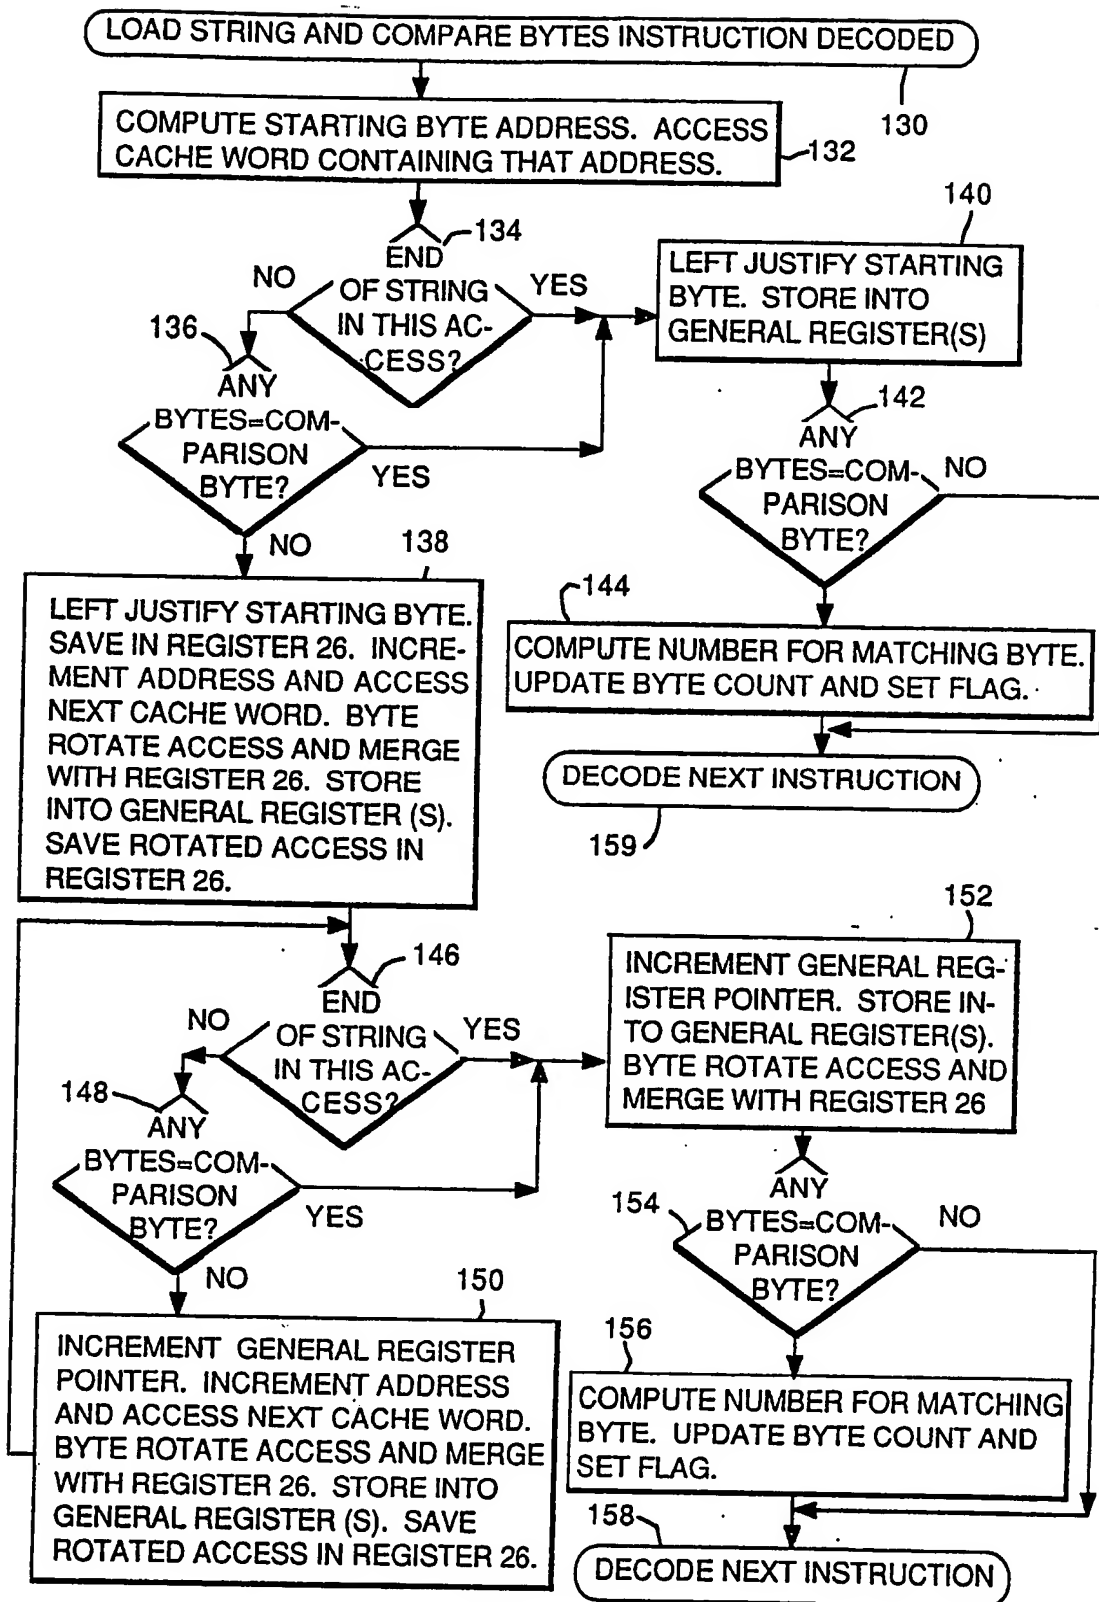 LOAD STRING AND COMPARE BYTES INSTRUCTION DECODED
130
COMPUTE STARTING BYTE ADDRESS. ACCESS
CACHE WORD CONTAINING THAT ADDRESS.
132
134
END
OF STRING
IN THIS AC-
CESS?
NO
YES
136
ANY
BYTES=COM-
PARISON
BYTE?
YES
NO
140
LEFT JUSTIFY STARTING
BYTE. STORE INTO
GENERAL REGISTER(S)
142
ANY
BYTES=COM-
PARISON
BYTE?
NO
144
COMPUTE NUMBER FOR MATCHING BYTE.
UPDATE BYTE COUNT AND SET FLAG.
DECODE NEXT INSTRUCTION
159
138
LEFT JUSTIFY STARTING BYTE.
SAVE IN REGISTER 26. INCRE-
MENT ADDRESS AND ACCESS
NEXT CACHE WORD. BYTE
ROTATE ACCESS AND MERGE
WITH REGISTER 26. STORE
INTO GENERAL REGISTER (S).
SAVE ROTATED ACCESS IN
REGISTER 26.
146
END
OF STRING
IN THIS AC-
CESS?
NO
YES
148
ANY
BYTES=COM-
PARISON
BYTE?
YES
NO
150
INCREMENT GENERAL REGISTER
POINTER. INCREMENT ADDRESS
AND ACCESS NEXT CACHE WORD.
BYTE ROTATE ACCESS AND MERGE
WITH REGISTER 26. STORE INTO
GENERAL REGISTER (S). SAVE
ROTATED ACCESS IN REGISTER 26.
152
INCREMENT GENERAL REG-
ISTER POINTER. STORE IN-
TO GENERAL REGISTER(S).
BYTE ROTATE ACCESS AND
MERGE WITH REGISTER 26
154
ANY
BYTES=COM-
PARISON
BYTE?
NO
156
COMPUTE NUMBER FOR MATCHING
BYTE. UPDATE BYTE COUNT AND
SET FLAG.
158
DECODE NEXT INSTRUCTION